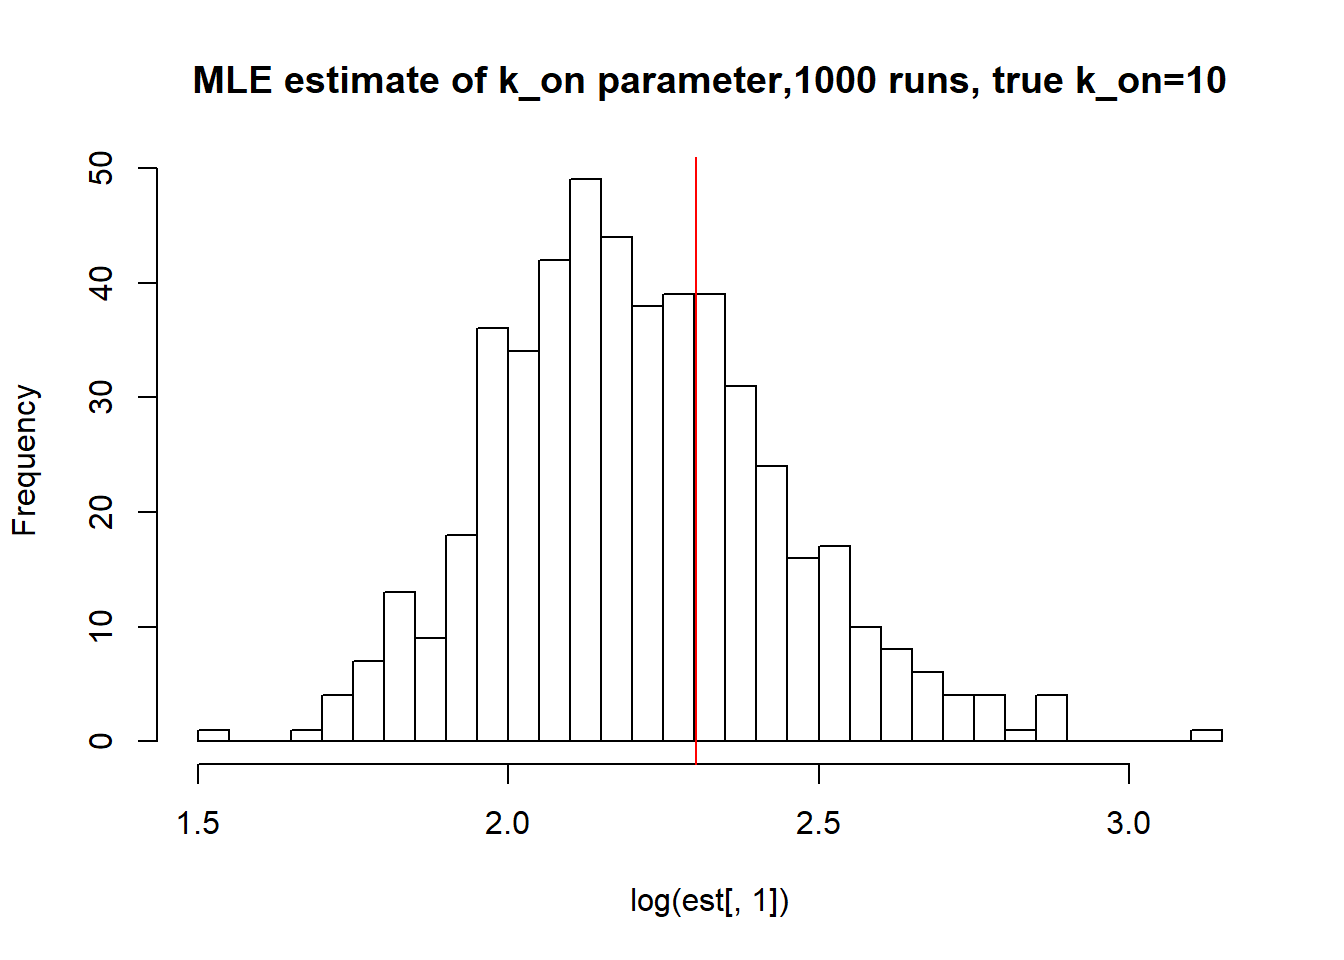 MLE estimate of k_on parameter,1000 runs, true k_on=10
50
40
30
20
10
0
Frequency
1.5 2.0 2.5 3.0
log(est[, 1])